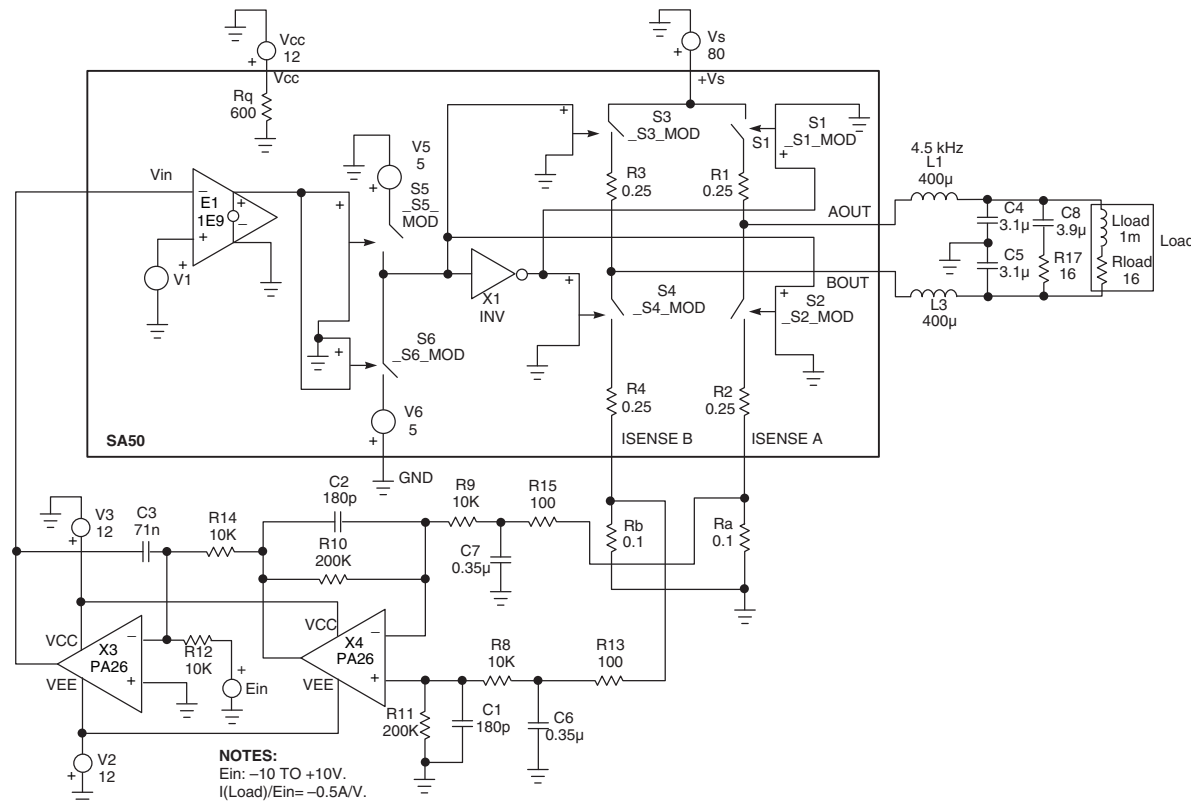 Vcc
12
+
Vcc
Rq
600
Vs
80
+
+Vs
Vin
E1
1E9
−
+
+
−
+
V1
V5
5
+
S5
_S5_
MOD
+
+
S6
_S6_MOD
V6
5
+
GND
SA50
X1
INV
+
S3
_S3_MOD
S1
S1
_S1_MOD
+
R3
0.25
R1
0.25
AOUT
BOUT
+
S4
_S4_MOD
+
S2
_S2_MOD
R4
0.25
R2
0.25
ISENSE B
ISENSE A
4.5 kHz
L1
400µ
L3
400µ
C4
3.1µ
C5
3.1µ
C8
3.9µ
R17
16
Lload
1m
Rload
16
Load
C3
71n
V3
12
+
R14
10K
C2
180p
R10
200K
R9
10K
R15
100
C7
0.35µ
Rb
0.1
Ra
0.1
VCC
X3
PA26
VEE
−
+
R12
10K
+
Ein
VCC
X4
PA26
VEE
−
+
R8
10K
R13
100
R11
200K
C1
180p
C6
0.35µ
V2
12
+
NOTES:
Ein: −10 TO +10V.
I(Load)/Ein= −0.5A/V.